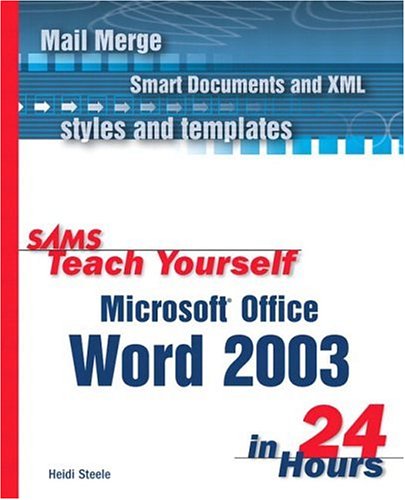 Mail Merge
Smart Documents and XML
styles and templates
SAMS
Teach Yourself
Microsoft® Office
Word 2003
in 24
Hours
Heidi Steele